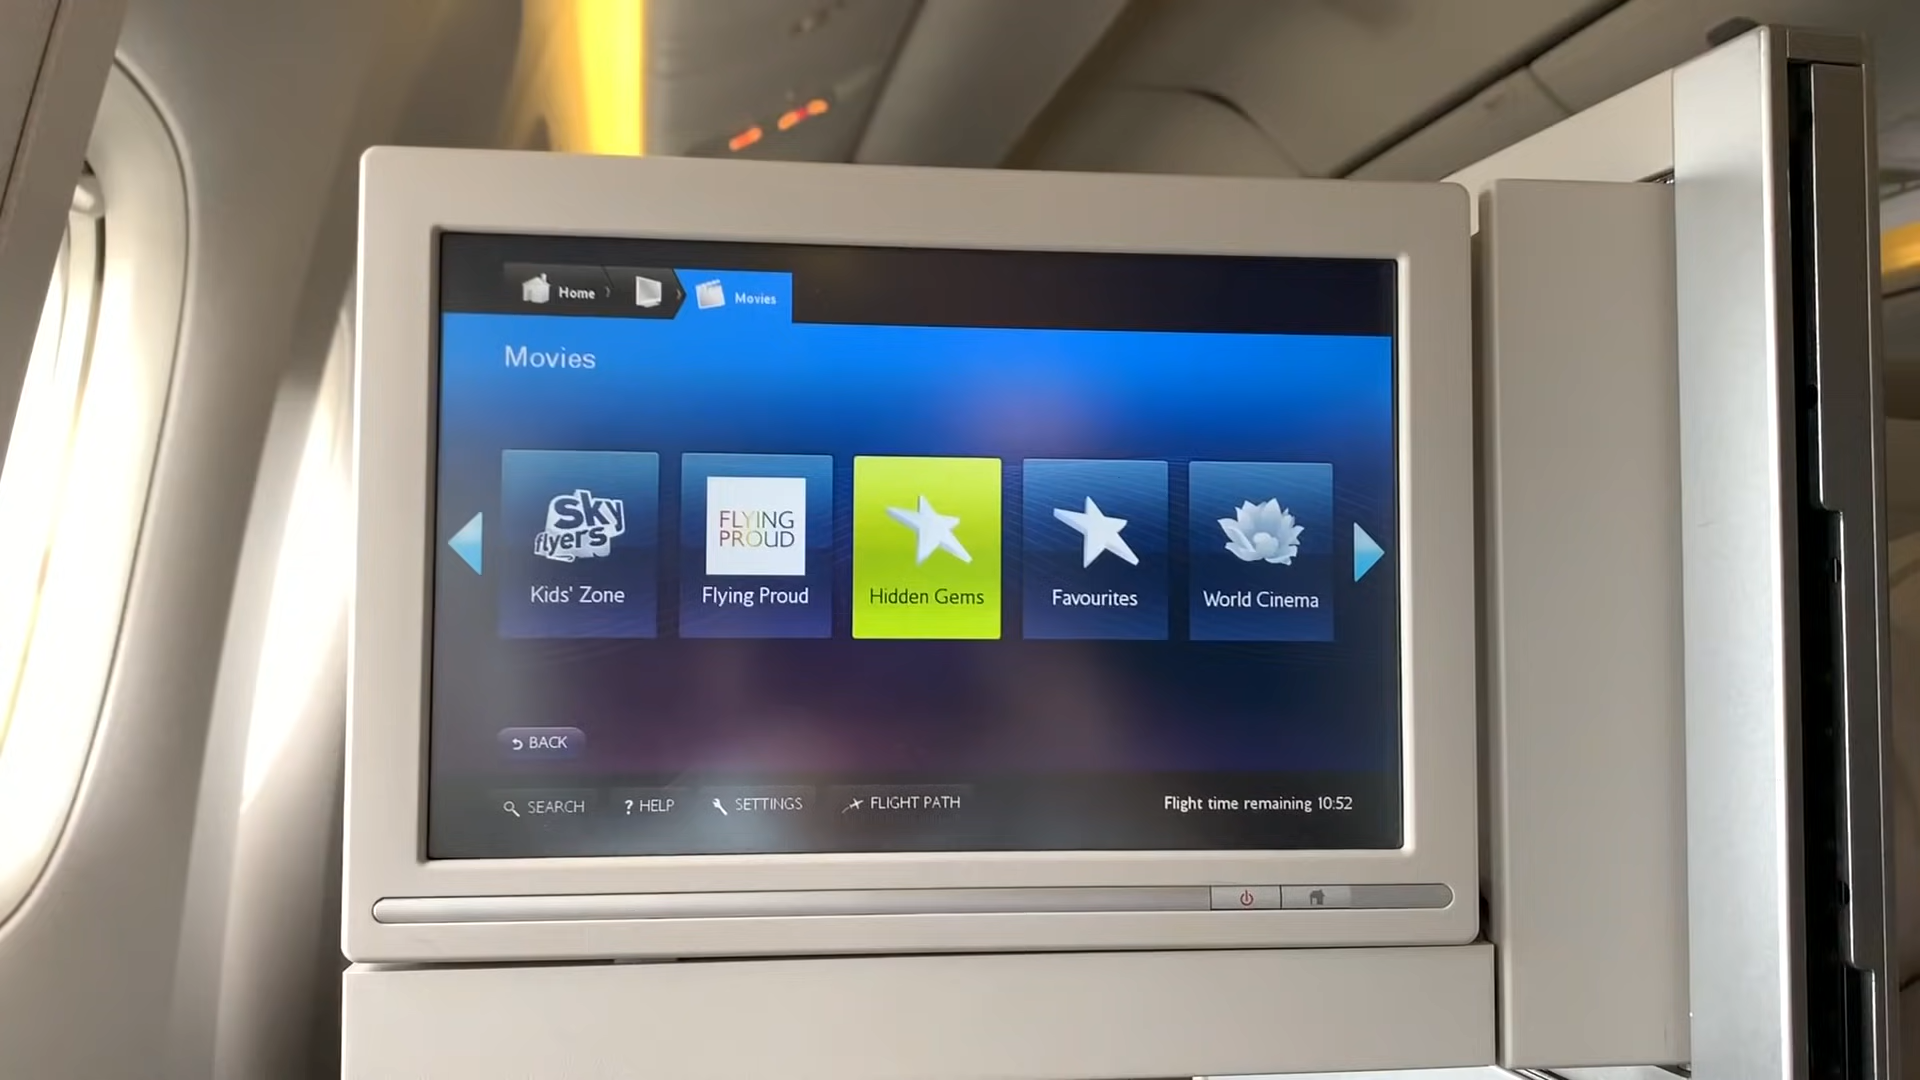 Home
Movies
Movies
sky
flyers
Kids' Zone
FLYING
PROUD
Flying Proud
Hidden Gems
Favourites
World Cinema
BACK
SEARCH
? HELP
SETTINGS
FLIGHT PATH
Flight time remaining 10:52